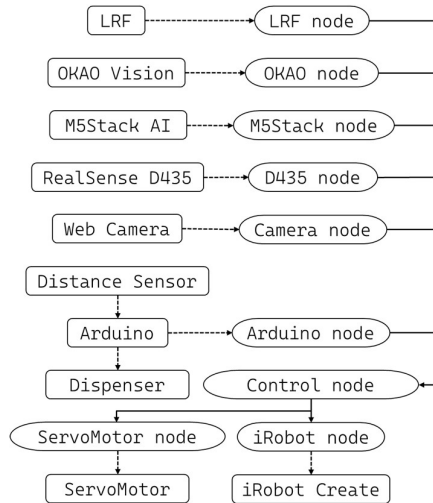 LRF LRF node
OKAO Vision OKAO node
M5Stack AI M5Stack node
RealSense D435 D435 node
Web Camera Camera node
Distance Sensor
Arduino Arduino node
Dispenser Control node
ServoMotor node iRobot node
ServoMotor iRobot Create